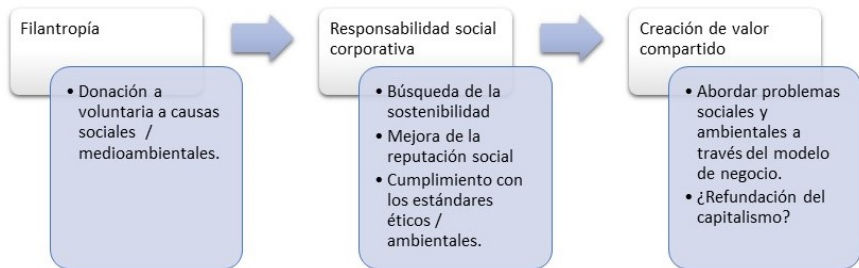 Filantropía
• Donación a
voluntaria a causas
sociales /
medioambientales.
Responsabilidad social
corporativa
• Búsqueda de la
sostenibilidad
• Mejora de la
reputación social
• Cumplimiento con
los estándares
éticos /
ambientales.
Creación de valor
compartido
• Abordar problemas
sociales y
ambientales a
través del modelo
de negocio.
• ¿Refundación del
capitalismo?